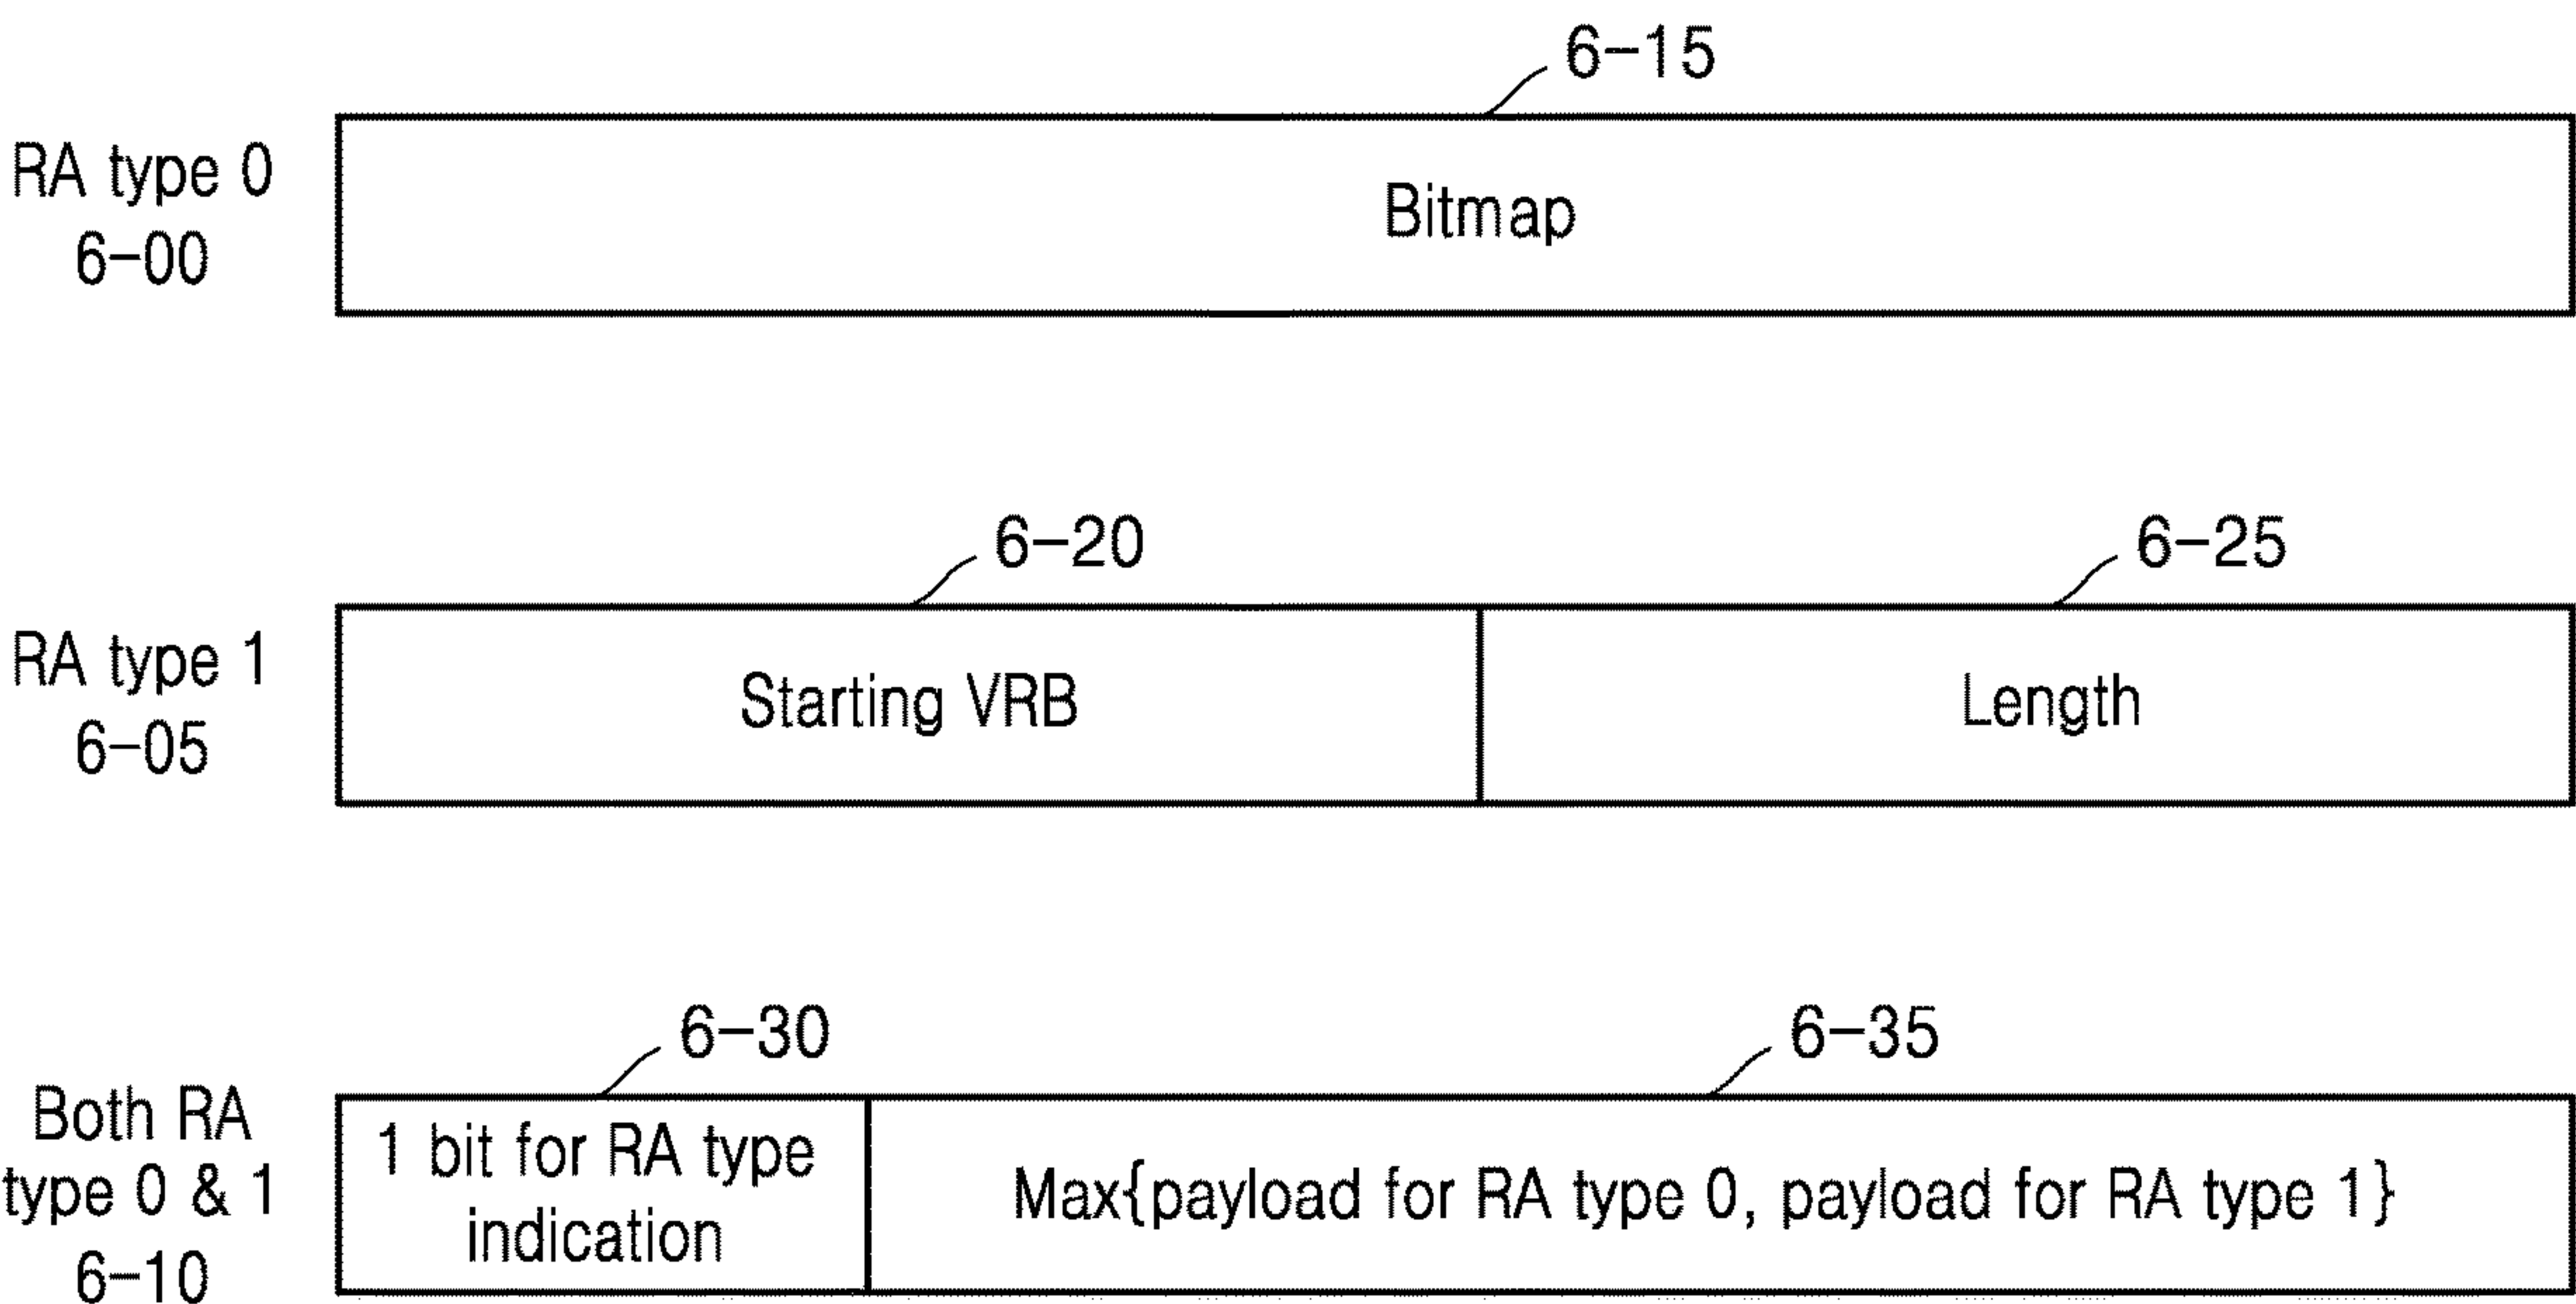 6-15
RA type 0
6-00
Bitmap
6-20
6-25
RA type 1
6-05
Starting VRB
Length
6-30
6-35
Both RA
type 0 & 1
6-10
1 bit for RA type
indication
Max{payload for RA type 0, payload for RA type 1}